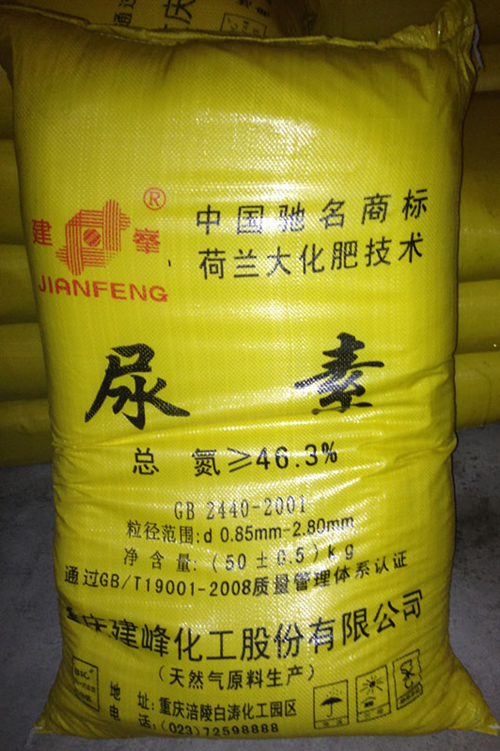 建峯®
JIANFENG
中国驰名商标
荷兰大化肥技术
尿素
总氮≥46.3%
GB 2440-2001
粒径范围:d 0.85mm-2.80mm
净含量:(50±0.5)kg
通过GB/T19001-2008质量管理体系认证
重庆建峰化工股份有限公司
(天然气原料生产)
地址:重庆涪陵白涛化工园区
电话:(023)72598888